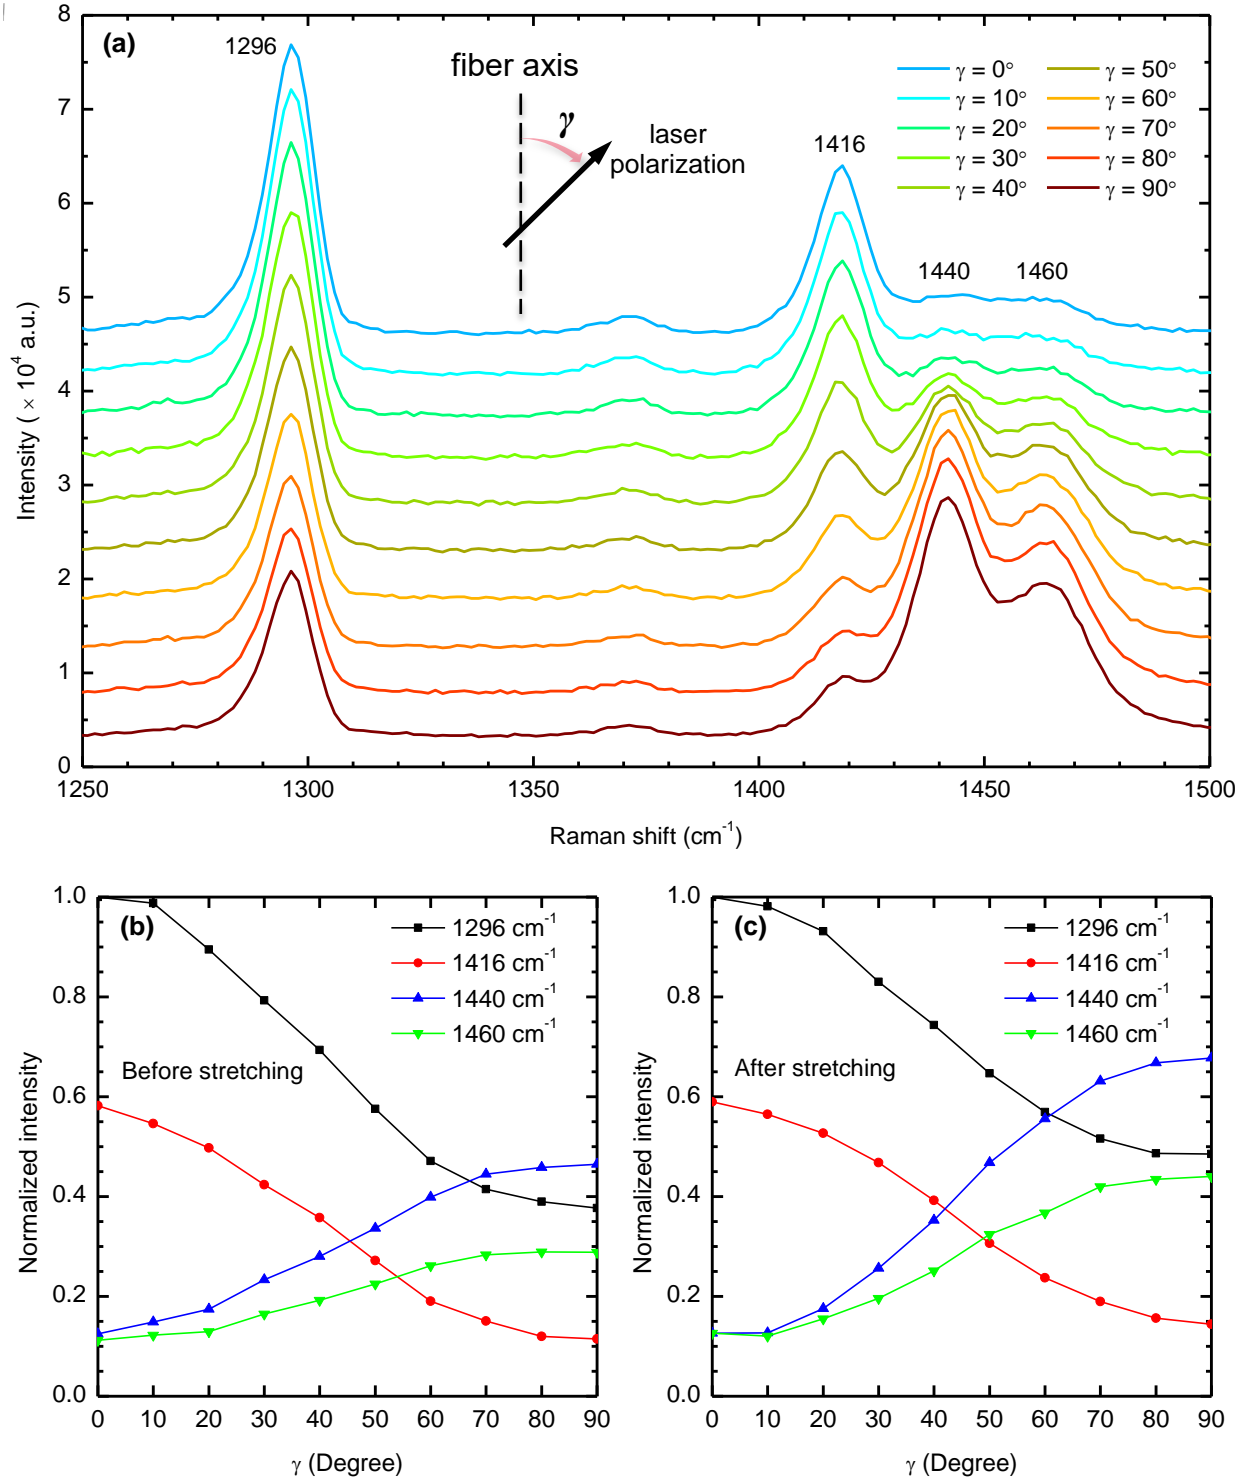 (a)
1296
fiber axis
γ
laser
polarization
1416
1440
1460
γ = 0°
γ = 10°
γ = 20°
γ = 30°
γ = 40°
γ = 50°
γ = 60°
γ = 70°
γ = 80°
γ = 90°
Intensity ( × 10⁴ a.u.)
8
7
6
5
4
3
2
1
0
1250
1300
1350
1400
1450
1500
Raman shift (cm⁻¹)
(b)
1296 cm⁻¹
1416 cm⁻¹
1440 cm⁻¹
1460 cm⁻¹
Before stretching
Normalized intensity
1.0
0.8
0.6
0.4
0.2
0.0
0 10 20 30 40 50 60 70 80 90
γ (Degree)
(c)
1296 cm⁻¹
1416 cm⁻¹
1440 cm⁻¹
1460 cm⁻¹
After stretching
Normalized intensity
1.0
0.8
0.6
0.4
0.2
0.0
0 10 20 30 40 50 60 70 80 90
γ (Degree)